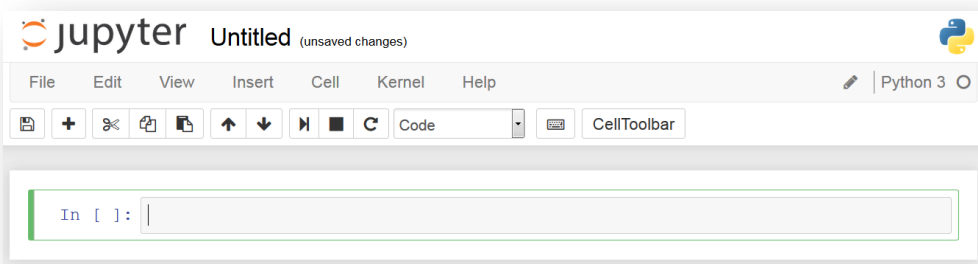 jupyter Untitled (unsaved changes)
File Edit View Insert Cell Kernel Help Python 3
Code CellToolbar
In [ ]: